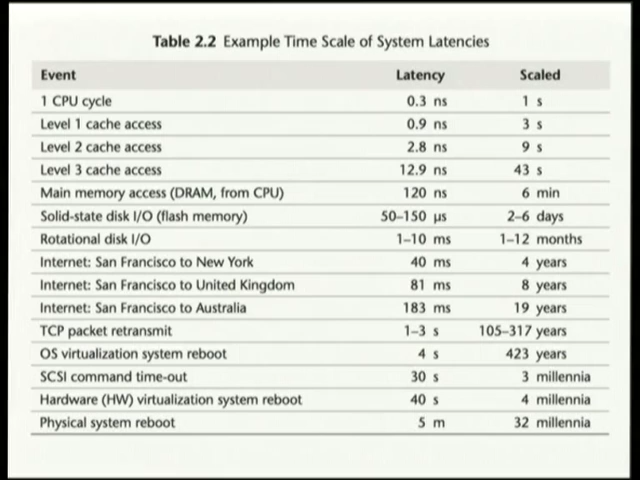 Table 2.2 Example Time Scale of System Latencies
Event Latency Scaled
1 CPU cycle 0.3 ns 1 s
Level 1 cache access 0.9 ns 3 s
Level 2 cache access 2.8 ns 9 s
Level 3 cache access 12.9 ns 43 s
Main memory access (DRAM, from CPU) 120 ns 6 min
Solid-state disk I/O (flash memory) 50–150 μs 2–6 days
Rotational disk I/O 1–10 ms 1–12 months
Internet: San Francisco to New York 40 ms 4 years
Internet: San Francisco to United Kingdom 81 ms 8 years
Internet: San Francisco to Australia 183 ms 19 years
TCP packet retransmit 1–3 s 105–317 years
OS virtualization system reboot 4 s 423 years
SCSI command time-out 30 s 3 millennia
Hardware (HW) virtualization system reboot 40 s 4 millennia
Physical system reboot 5 m 32 millennia